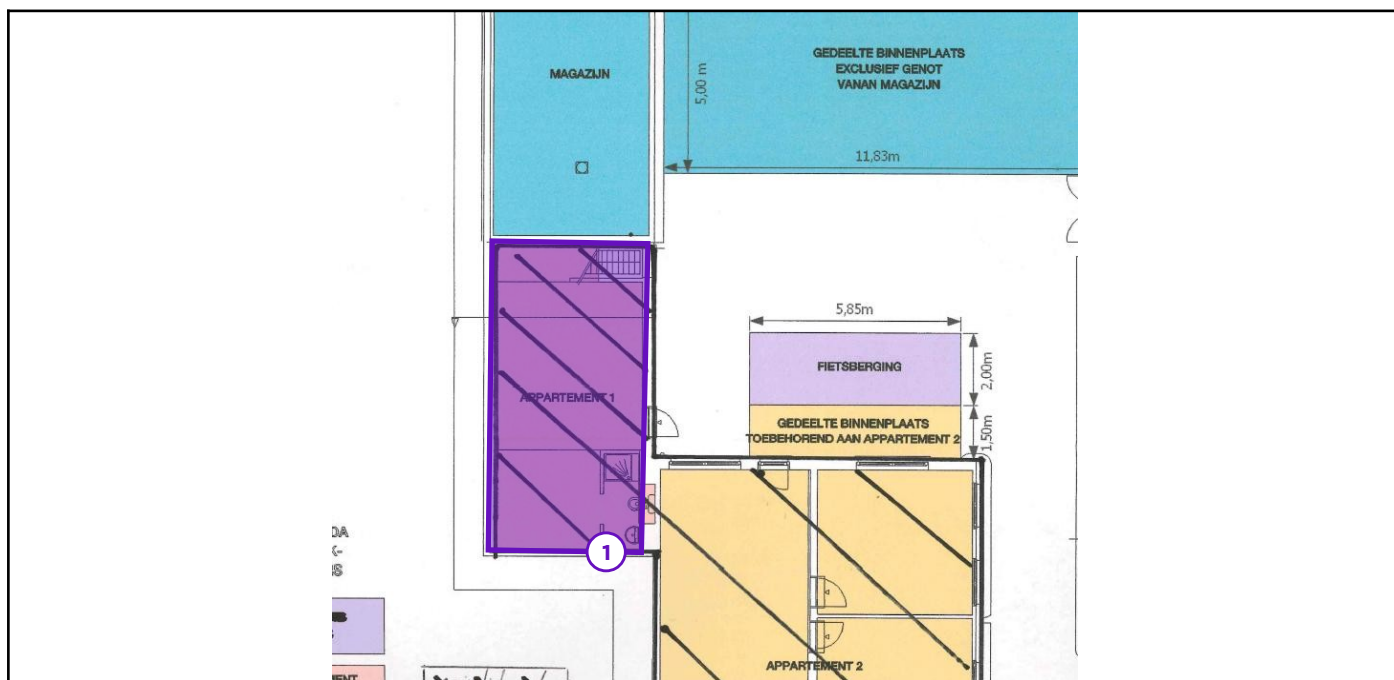 MAGAZIJN
GEDEELTE BINNENPLAATS
EXCLUSIEF GENOT
VANAN MAGAZIJN
5,00 m
11,83m
5,85m
FIETSBERGING
2,00m
APPARTEMENT 1
GEDEELTE BINNENPLAATS
TOEBEHOREND AAN APPARTEMENT 2
1,50m
1
APPARTEMENT 2